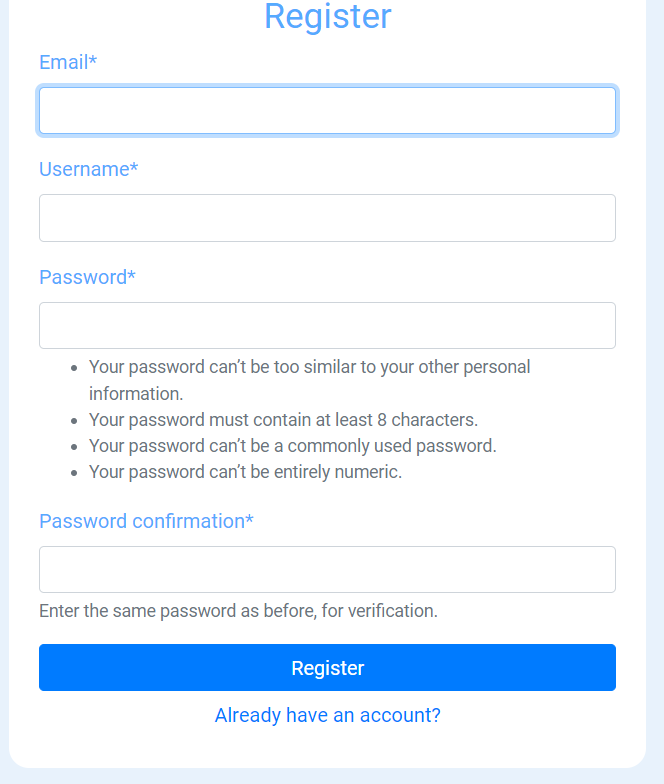 Register
Email*
Username*
Password*
Your password can’t be too similar to your other personal
information.
Your password must contain at least 8 characters.
Your password can’t be a commonly used password.
Your password can’t be entirely numeric.
Password confirmation*
Enter the same password as before, for verification.
Register
Already have an account?